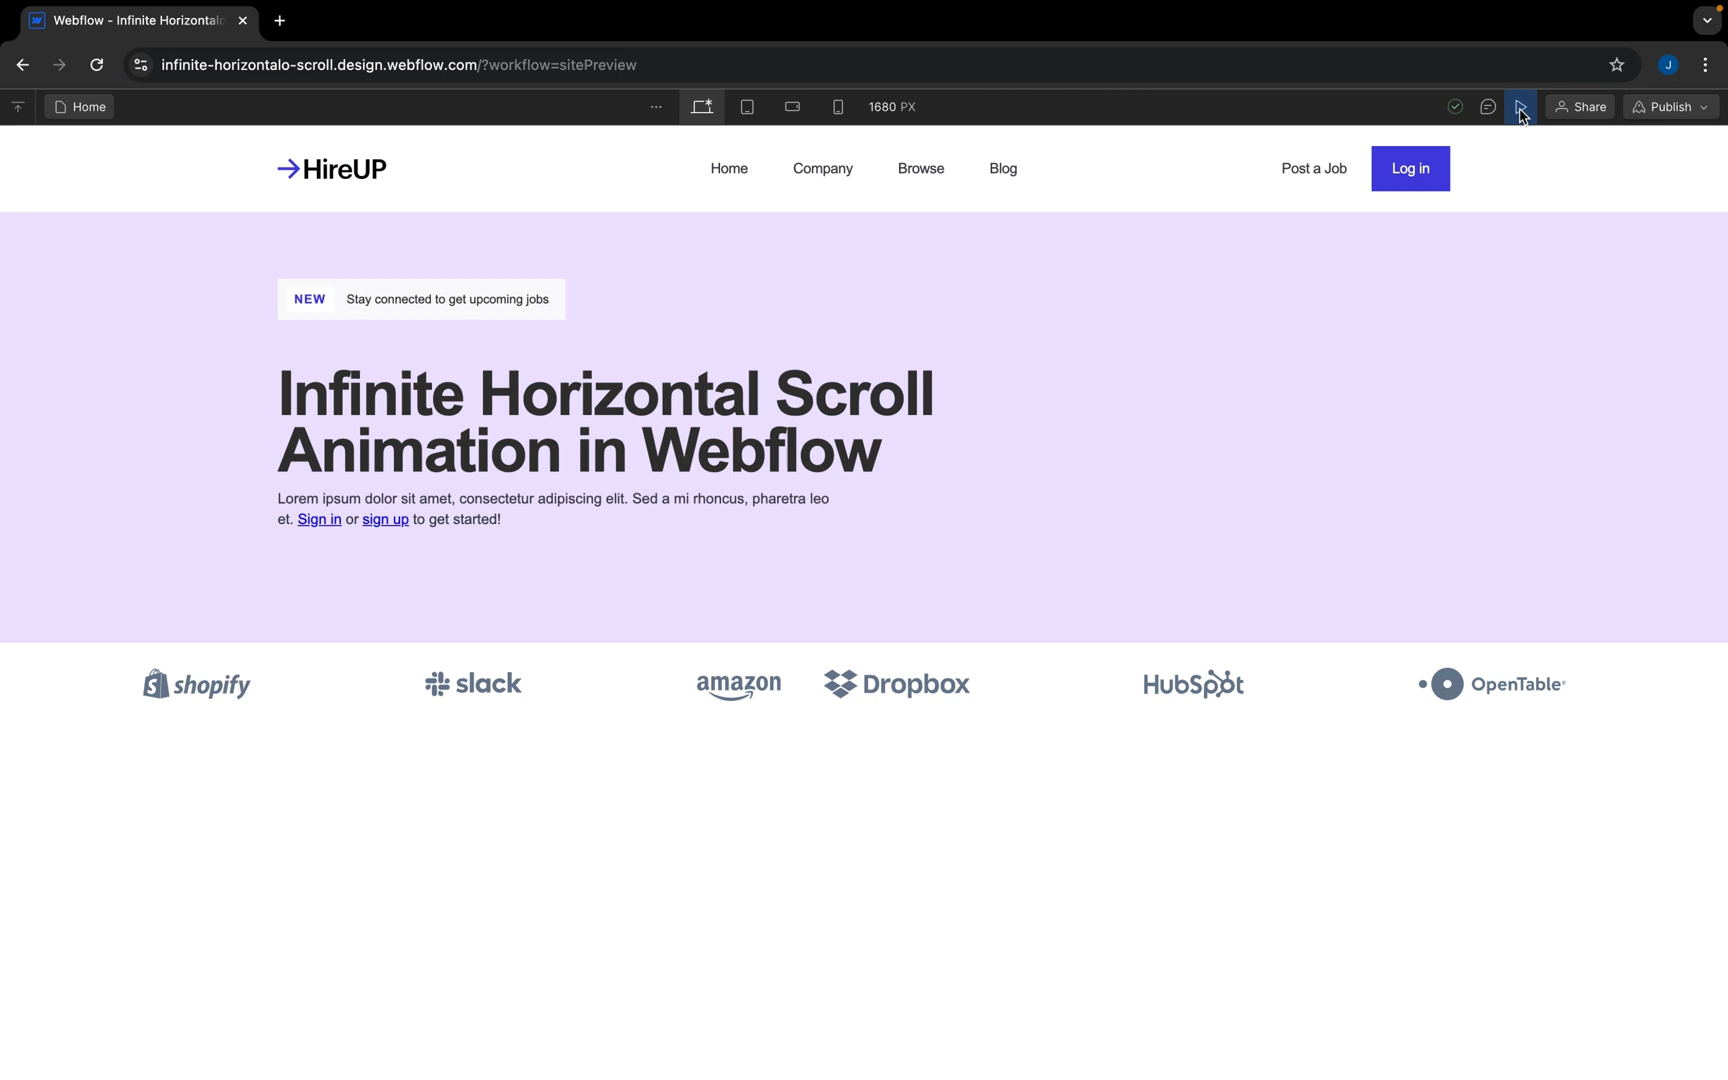 Webflow - Infinite Horizontalo
infinite-horizontalo-scroll.design.webflow.com/?workflow=sitePreview
J
Home
1680 PX
Share
Publish
HireUP
Home
Company
Browse
Blog
Post a Job
Log in
NEW Stay connected to get upcoming jobs
Infinite Horizontal Scroll
Animation in Webflow
Lorem ipsum dolor sit amet, consectetur adipiscing elit. Sed a mi rhoncus, pharetra leo
et. Sign in or sign up to get started!
shopify
slack
amazon
Dropbox
HubSpot
OpenTable®